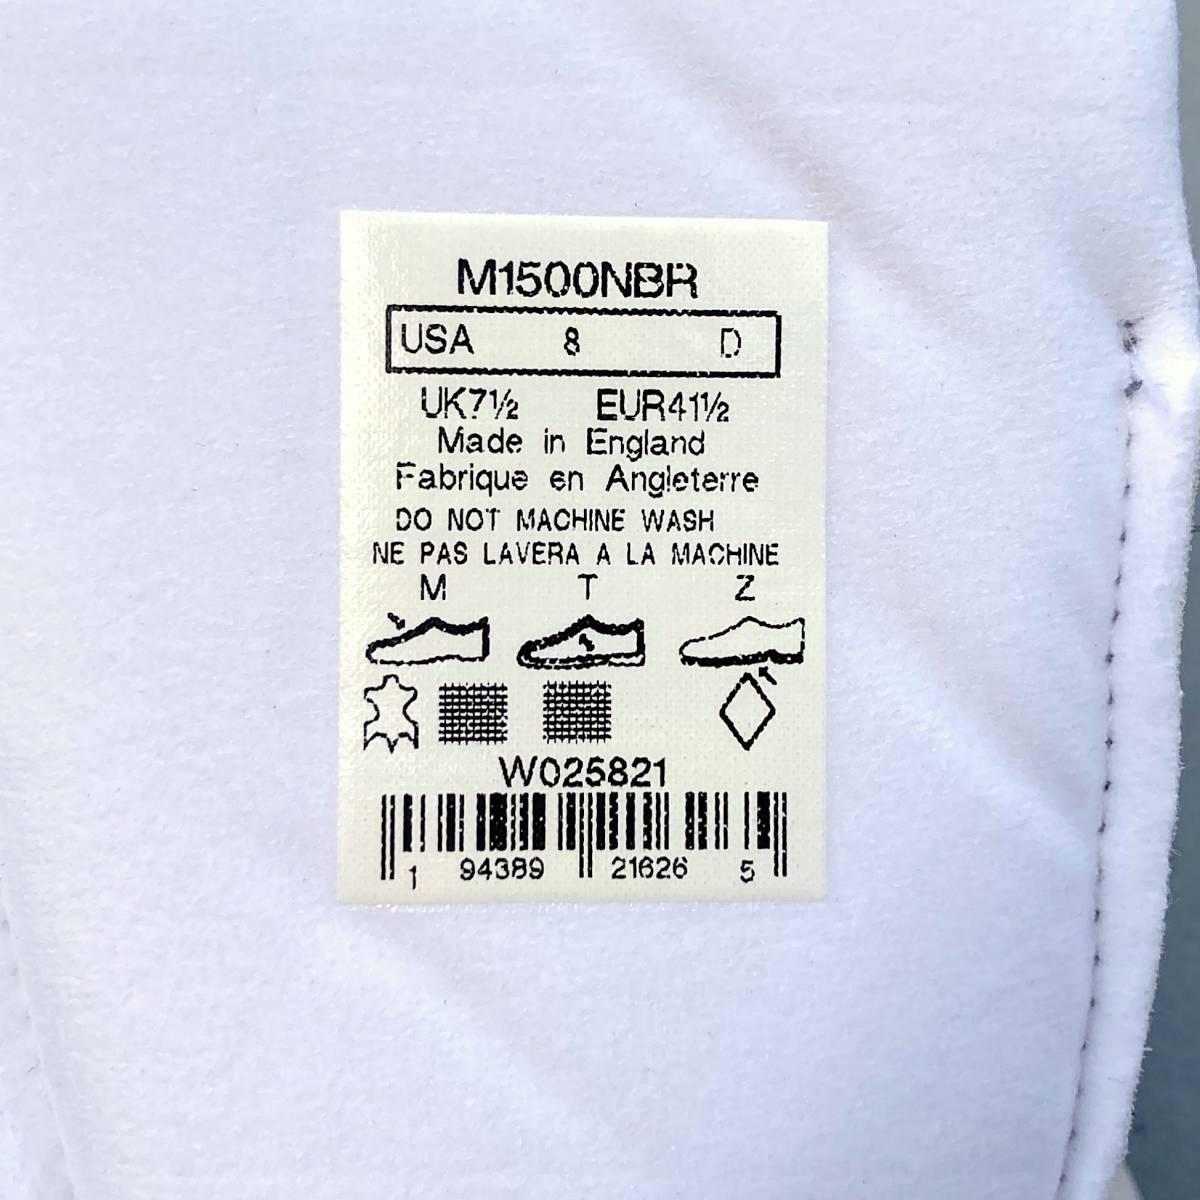 M1500NBR
USA 8 D
UK7½ EUR41½
Made in England
Fabrique en Angleterre
DO NOT MACHINE WASH
NE PAS LAVERA A LA MACHINE
M T Z
W025821
1 94389 21626 5